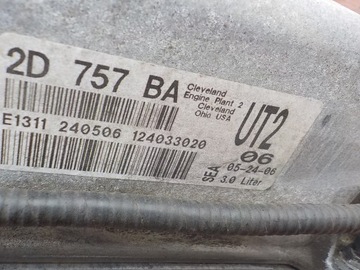 2D 757 BA
Cleveland
Engine Plant 2
Cleveland
Ohio USA
UT2
06
E1311 240506 124033020
05-24-06
SEA 3.0 Liter